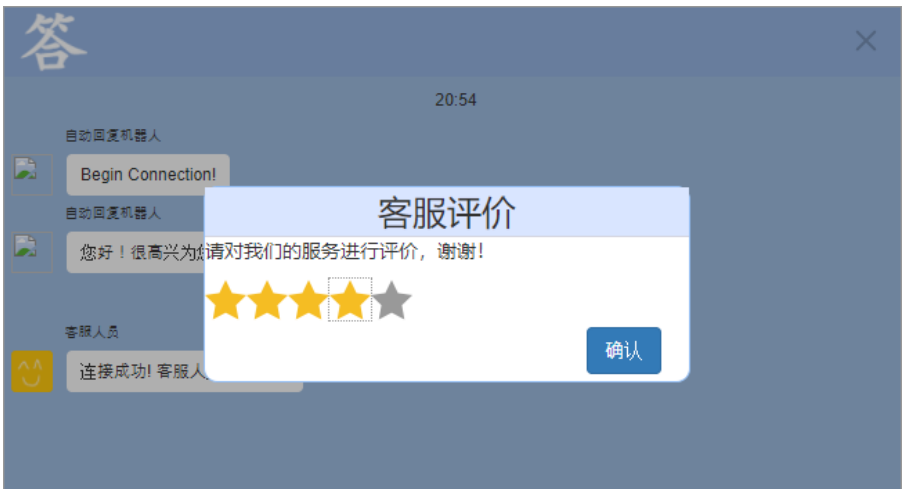 答
20:54
自动回复机器人
Begin Connection!
自动回复机器人
您好！很高兴为
客服评价
请对我们的服务进行评价，谢谢！
客服人员
连接成功! 客服人
确认